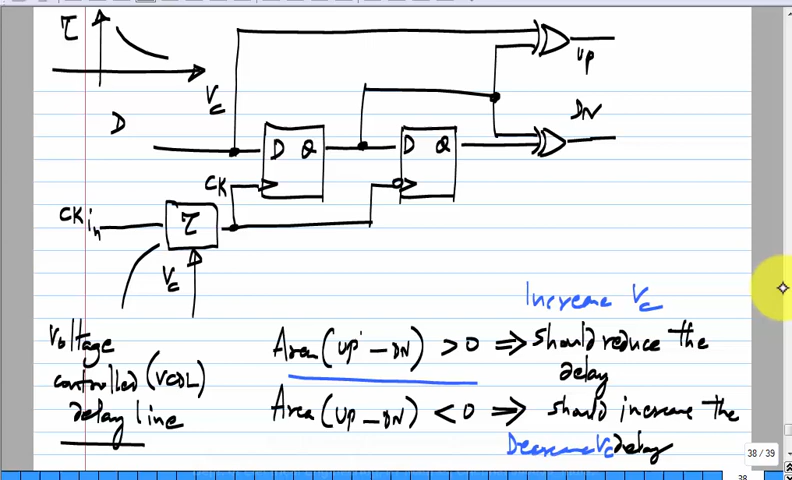 τ
Vc
UP
D
DN
D Q
D Q
CK
CKin
τ
Vc
Increase Vc
Voltage
controlled (VCDL)
delay line
Area (UP - DN) > 0 ⇒ should reduce the
delay
Area (UP - DN) < 0 ⇒ should increase the
Decrease Vc delay
38 / 39
38